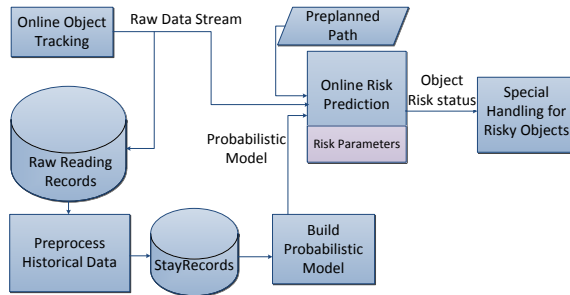 Online Object
Tracking
Raw Data Stream
Preplanned
Path
Online Risk
Prediction
Risk Parameters
Object
Risk status
Special
Handling for
Risky Objects
Probabilistic
Model
Raw Reading
Records
Preprocess
Historical Data
StayRecords
Build
Probabilistic
Model